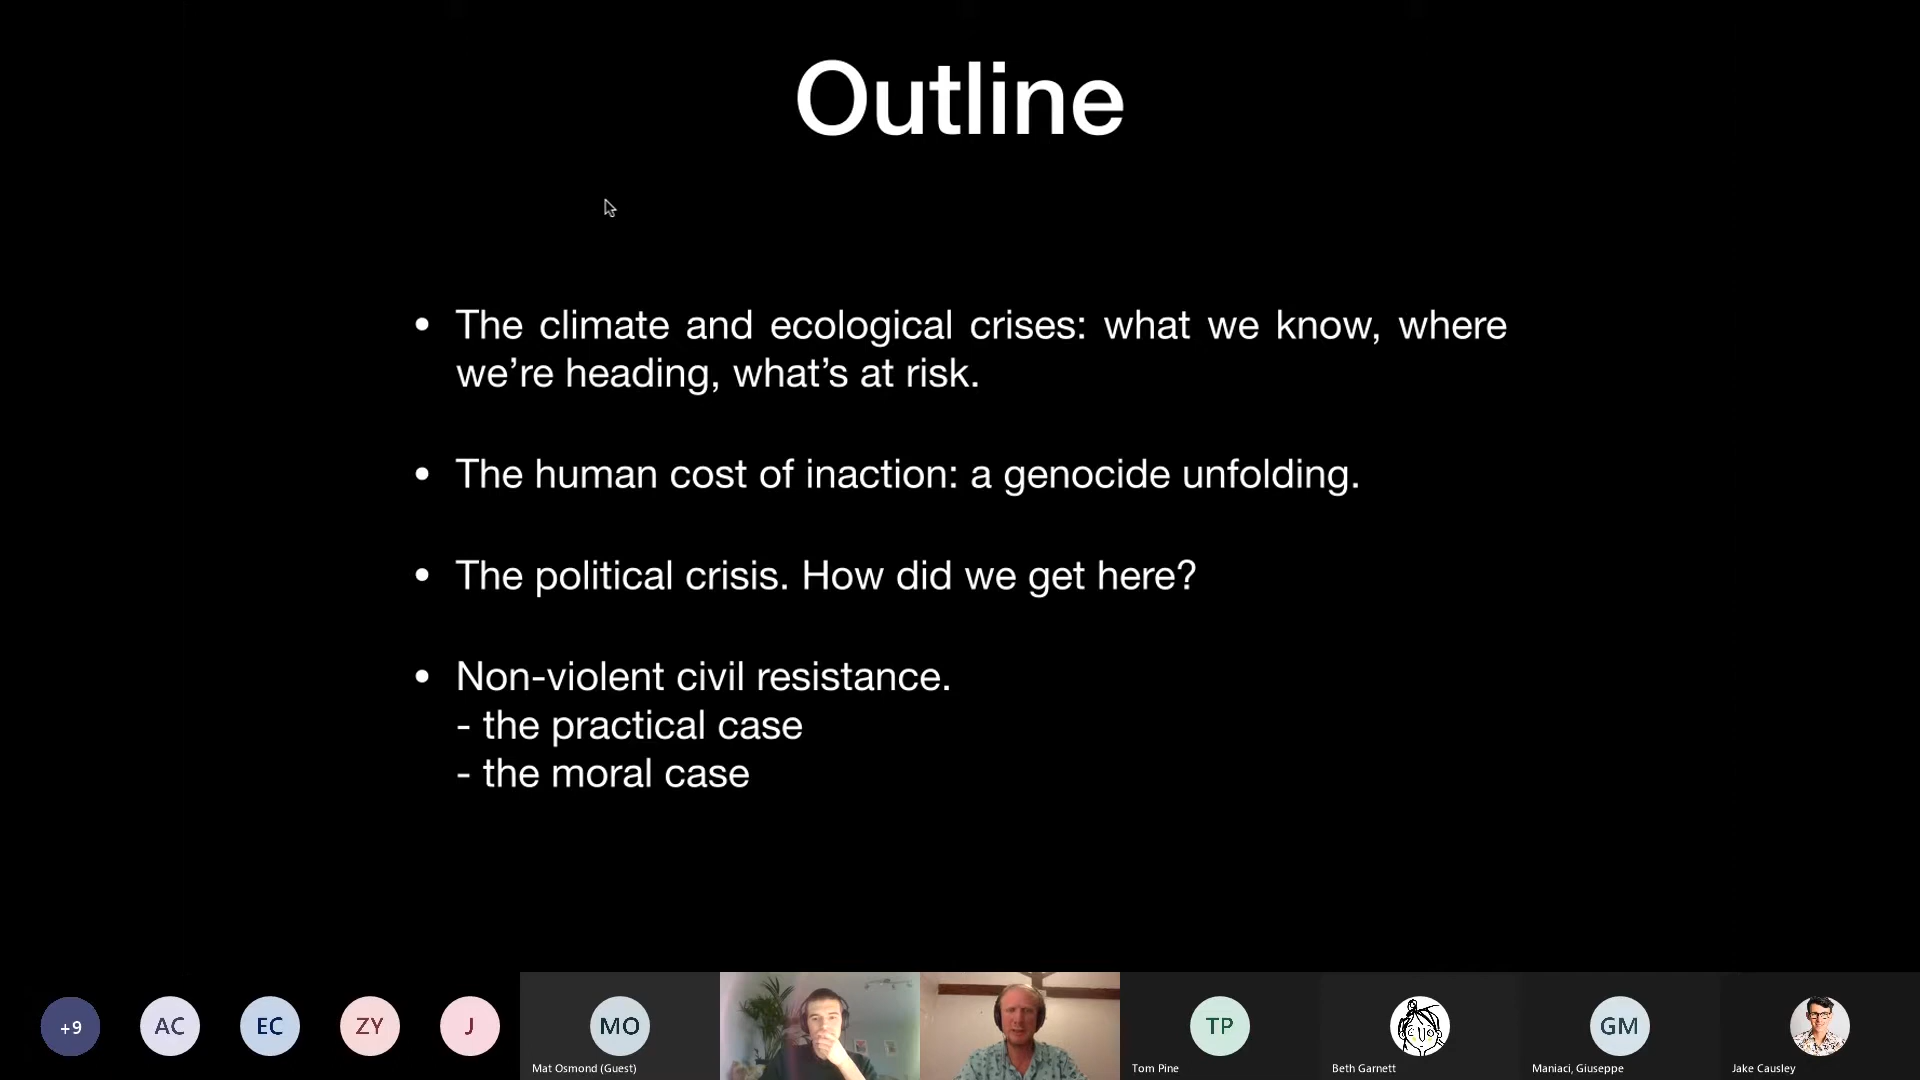 Outline
• The climate and ecological crises: what we know, where
we’re heading, what’s at risk.
• The human cost of inaction: a genocide unfolding.
• The political crisis. How did we get here?
• Non-violent civil resistance.
- the practical case
- the moral case
+9
AC
EC
ZY
J
MO
TP
GM
Mat Osmond (Guest)
Tom Pine
Beth Garnett
Maniaci, Giuseppe
Jake Causley